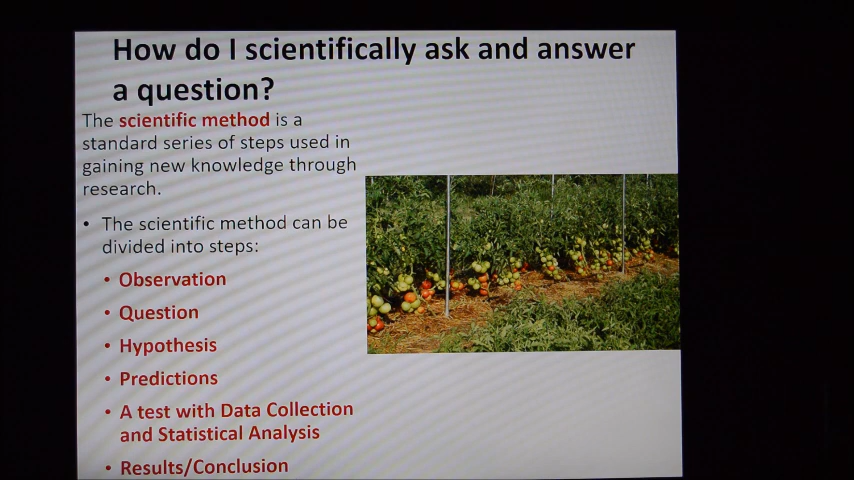 How do I scientifically ask and answer
a question?
The scientific method is a
standard series of steps used in
gaining new knowledge through
research.
• The scientific method can be
divided into steps:
• Observation
• Question
• Hypothesis
• Predictions
• A test with Data Collection
and Statistical Analysis
• Results/Conclusion